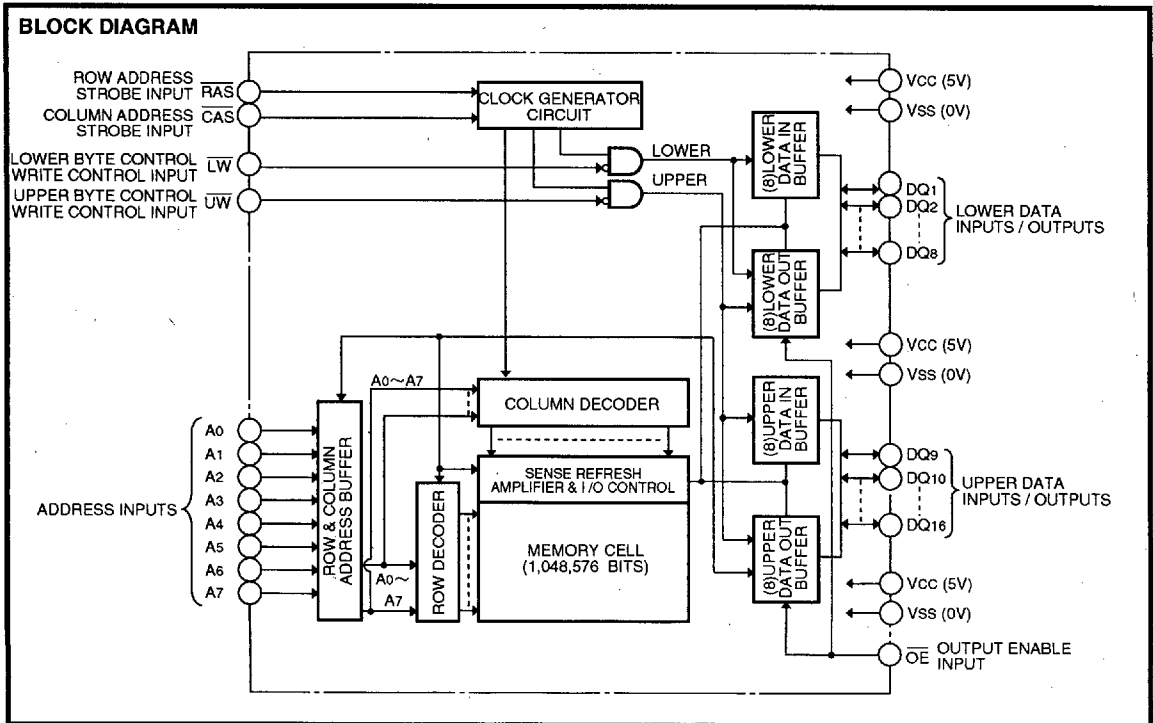 BLOCK DIAGRAM
ROW ADDRESS
STROBE INPUT RAS
COLUMN ADDRESS CAS
STROBE INPUT
LOWER BYTE CONTROL LW
WRITE CONTROL INPUT
UPPER BYTE CONTROL UW
WRITE CONTROL INPUT
CLOCK GENERATOR
CIRCUIT
LOWER
UPPER
(8)LOWER
DATA IN
BUFFER
(8)LOWER
DATA OUT
BUFFER
VCC (5V)
VSS (0V)
DQ1
DQ2
DQ8
LOWER DATA
INPUTS / OUTPUTS
VCC (5V)
VSS (0V)
ADDRESS INPUTS
A0
A1
A2
A3
A4
A5
A6
A7
ROW & COLUMN
ADDRESS BUFFER
A0~A7
A0~
A7
ROW DECODER
COLUMN DECODER
SENSE REFRESH
AMPLIFIER & I/O CONTROL
MEMORY CELL
(1,048,576 BITS)
(8)UPPER
DATA IN
BUFFER
(8)UPPER
DATA OUT
BUFFER
DQ9
DQ10
DQ16
UPPER DATA
INPUTS / OUTPUTS
VCC (5V)
VSS (0V)
OE OUTPUT ENABLE
INPUT